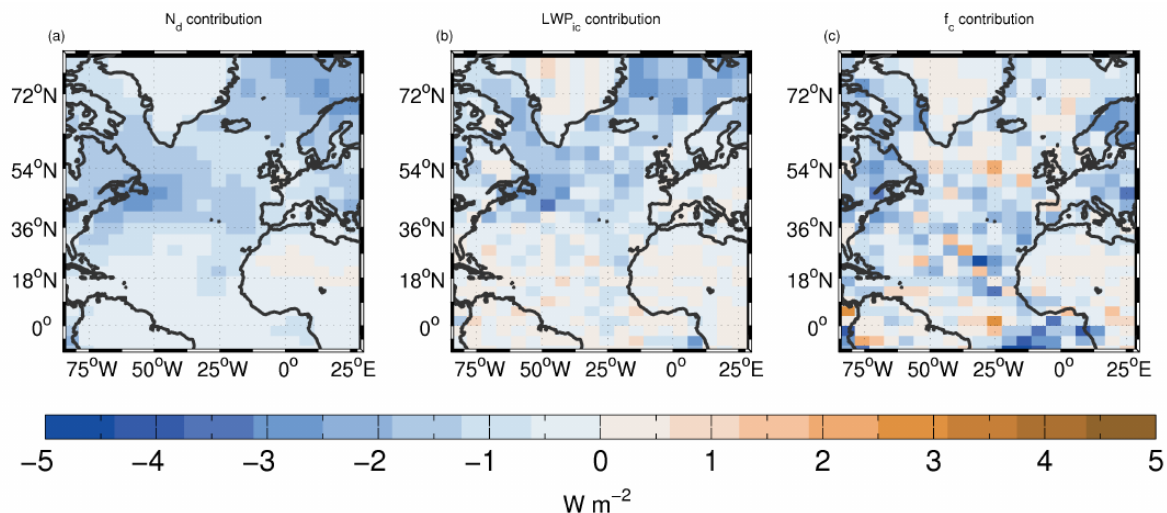 N_d contribution
LWP_ic contribution
f_c contribution
(a)
(b)
(c)
72°N
54°N
36°N
18°N
0°
75°W 50°W 25°W 0° 25°E
72°N
54°N
36°N
18°N
0°
75°W 50°W 25°W 0° 25°E
72°N
54°N
36°N
18°N
0°
75°W 50°W 25°W 0° 25°E
−5 −4 −3 −2 −1 0 1 2 3 4 5
W m⁻²